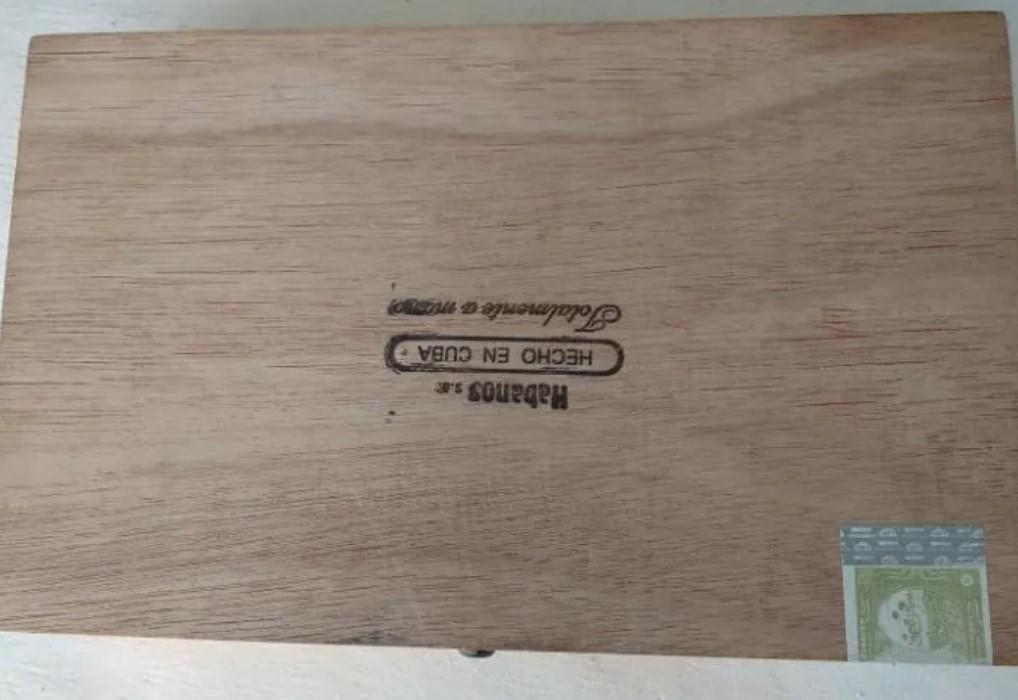 Habanos s.a.
HECHO EN CUBA
Totalmente a mano